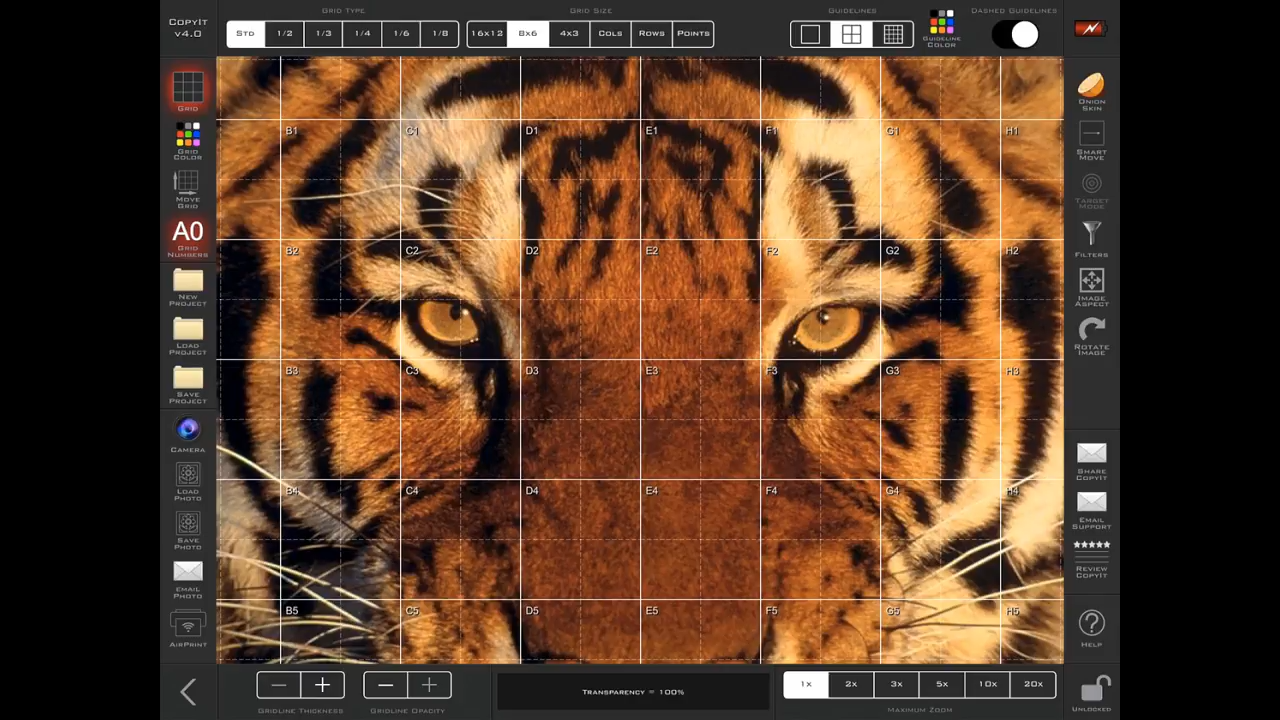 CopyIt
v4.0
Grid Type
Std 1/2 1/3 1/4 1/6 1/8
Grid Size
16x12 8x6 4x3 Cols Rows Points
Guidelines
Guideline
Color
Dashed Guidelines
Grid
Grid
Color
Move
Grid
A0
Grid
Numbers
New
Project
Load
Project
Save
Project
Camera
Load
Photo
Save
Photo
Email
Photo
AirPrint
B1 C1 D1 E1 F1 G1 H1
B2 C2 D2 E2 F2 G2 H2
B3 C3 D3 E3 F3 G3 H3
B4 C4 D4 E4 F4 G4 H4
B5 C5 D5 E5 F5 G5 H5
Onion
Skin
Smart
Move
Target
Mode
Filters
Image
Aspect
Rotate
Image
Share
CopyIt
Email
Support
Review
CopyIt
?
Help
Unlocked
Gridline Thickness
Gridline Opacity
Transparency = 100%
1x 2x 3x 5x 10x 20x
Maximum Zoom